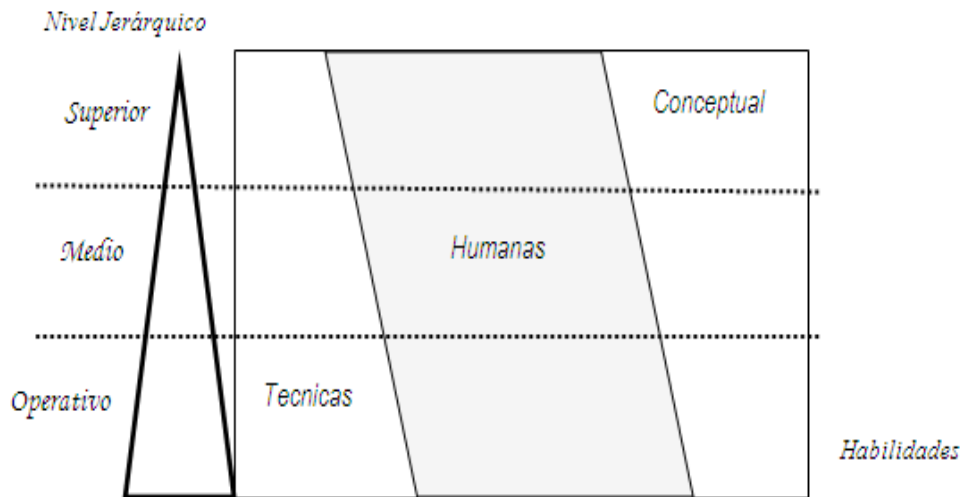 Nivel Jerárquico
Superior
Conceptual
Medio
Humanas
Operativo
Tecnicas
Habilidades